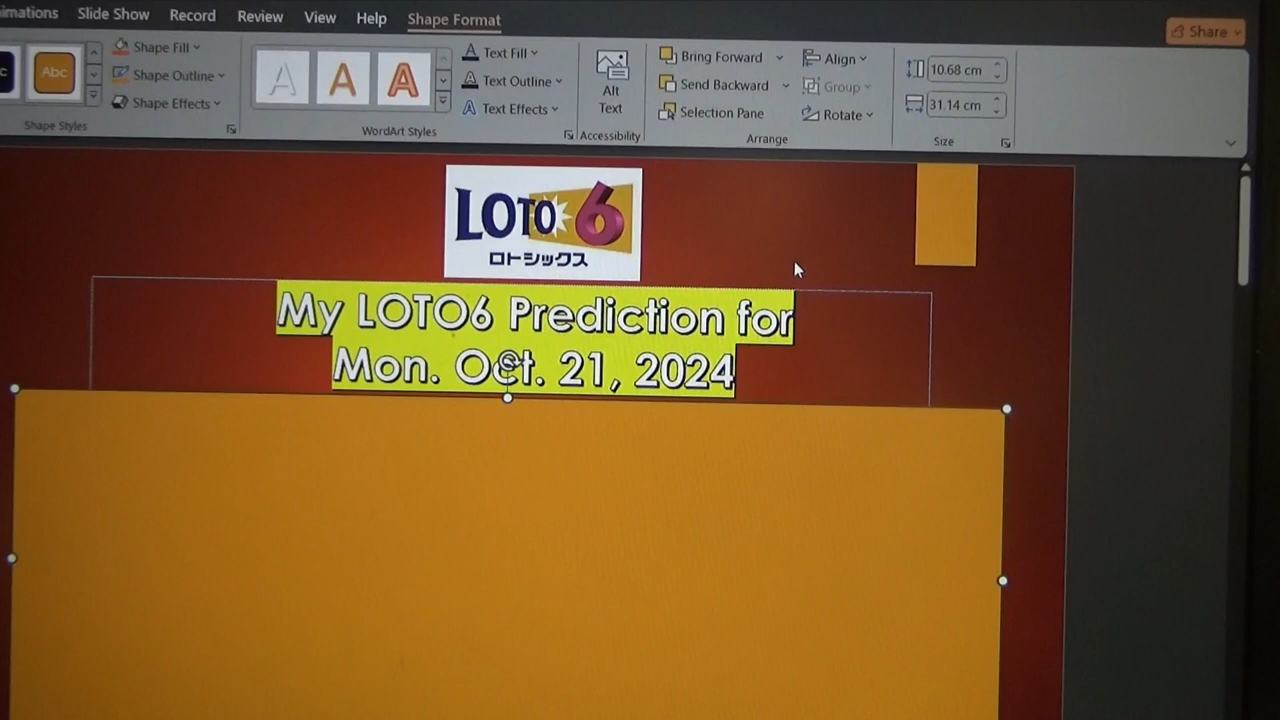 imations Slide Show Record Review View Help Shape Format
Share
Abc
Shape Fill
Shape Outline
Shape Effects
Shape Styles
A A A
WordArt Styles
Text Fill
Text Outline
Text Effects
Alt
Text
Accessibility
Bring Forward
Send Backward
Selection Pane
Align
Group
Rotate
Arrange
10.68 cm
31.14 cm
Size
LOTO 6
ロトシックス
My LOTO6 Prediction for
Mon. Oct. 21, 2024